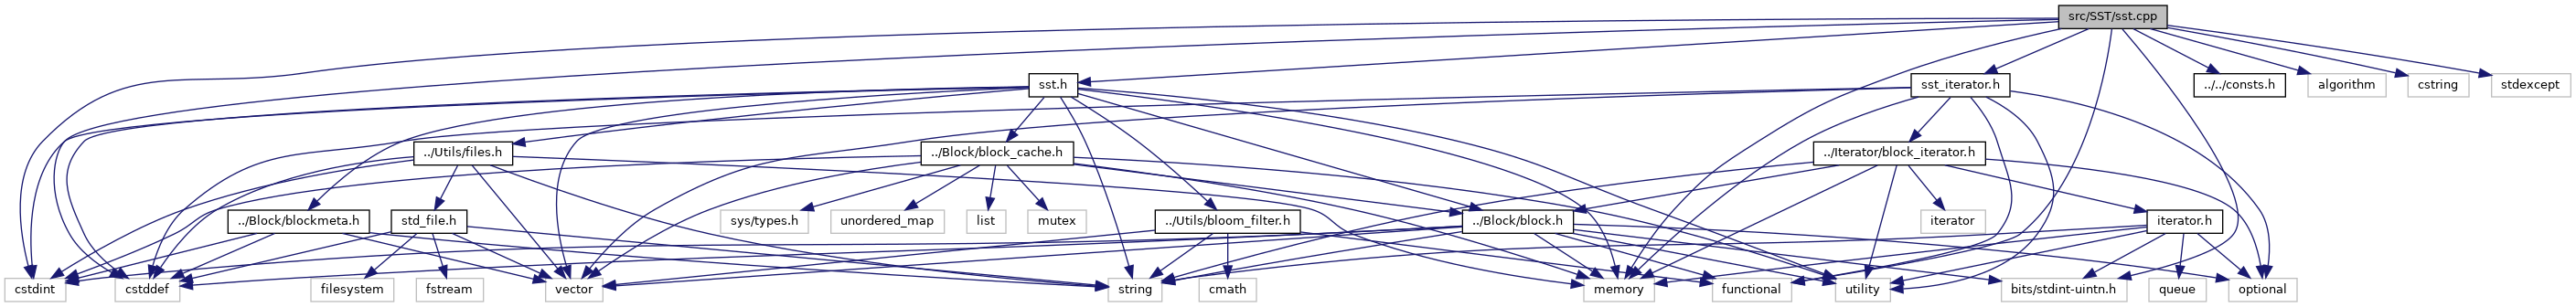 src/SST/sst.cpp
sst.h
sst_iterator.h
../../consts.h
algorithm
cstring
stdexcept
../Utils/files.h
../Block/block_cache.h
../Iterator/block_iterator.h
../Block/blockmeta.h
std_file.h
sys/types.h
unordered_map
list
mutex
../Utils/bloom_filter.h
../Block/block.h
iterator
iterator.h
cstdint
cstddef
filesystem
fstream
vector
string
cmath
memory
functional
utility
bits/stdint-uintn.h
queue
optional